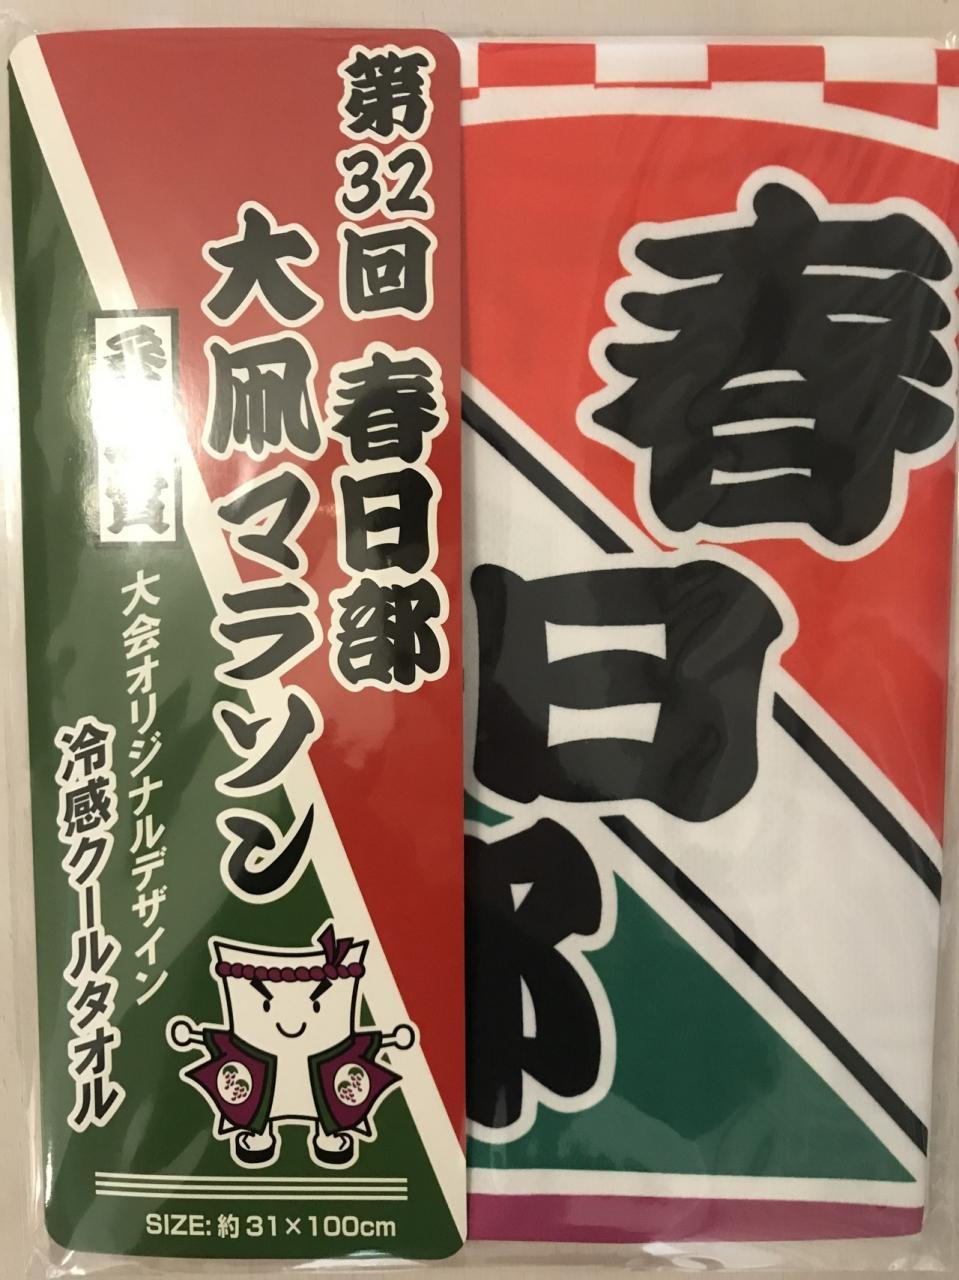 第32回 春日部
大凧マラソン
大会オリジナルデザイン
冷感クールタオル
SIZE: 約31×100cm
春日部